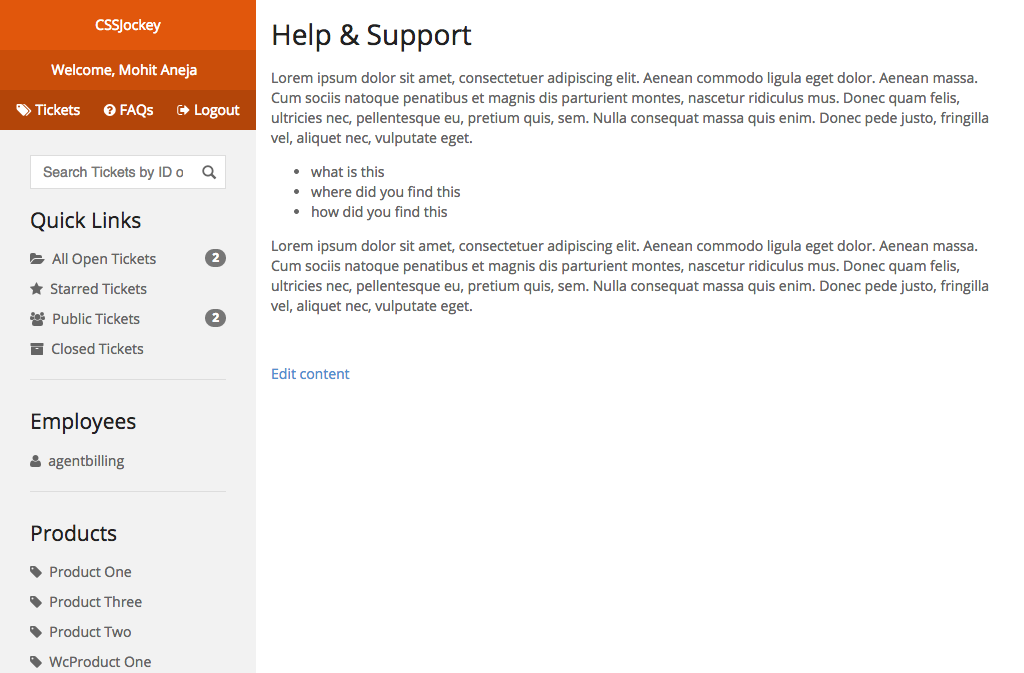 CSSJockey
Welcome, Mohit Aneja
Tickets FAQs Logout
Search Tickets by ID o
Quick Links
All Open Tickets 2
Starred Tickets
Public Tickets 2
Closed Tickets
Employees
agentbilling
Products
Product One
Product Three
Product Two
WcProduct One
Help & Support
Lorem ipsum dolor sit amet, consectetuer adipiscing elit. Aenean commodo ligula eget dolor. Aenean massa.
Cum sociis natoque penatibus et magnis dis parturient montes, nascetur ridiculus mus. Donec quam felis,
ultricies nec, pellentesque eu, pretium quis, sem. Nulla consequat massa quis enim. Donec pede justo, fringilla
vel, aliquet nec, vulputate eget.
• what is this
• where did you find this
• how did you find this
Lorem ipsum dolor sit amet, consectetuer adipiscing elit. Aenean commodo ligula eget dolor. Aenean massa.
Cum sociis natoque penatibus et magnis dis parturient montes, nascetur ridiculus mus. Donec quam felis,
ultricies nec, pellentesque eu, pretium quis, sem. Nulla consequat massa quis enim. Donec pede justo, fringilla
vel, aliquet nec, vulputate eget.
Edit content